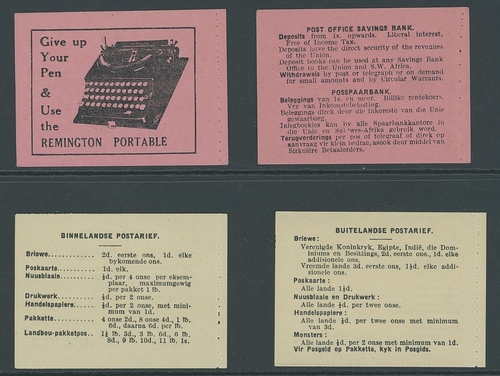 Give up
Your
Pen
&
Use
the
REMINGTON PORTABLE
POST OFFICE SAVINGS BANK.
Deposits from 1s. upwards. Liberal interest.
Free of Income Tax.
Deposits have the direct security of the revenues
of the Union.
Deposit books can be used at any Savings Bank
Office in the Union and S.W. Africa.
Withdrawals by post or telegraph or on demand
for small amounts and by Circular Warrants.
POSSPAARBANK.
Beleggings van 1s. en meer. Billike rentekoers.
Vry van Inkomstebelasting.
Beleggings direk deur die inkomste van die Unie
gewaarborg.
Inlegboekies kan by alle Spaarbankkantore in
die Unie en Suidwes-Afrika gebruik word.
Terugvorderings per pos of telegraaf of direk op
aanvraag vir klein bedrae, asook deur middel van
Sirkulêre Betaalorders.
BINNELANDSE POSTARIEF.
Briewe........... 2d. eerste ons, 1d. elke
bykomende ons.
Poskaarte........... 1d. elk.
Nuusblaaie........... ½d. per 4 onse per eksem-
plaar, maximumgewig
per pakket 1 lb.
Drukwerk........... ½d. per 2 onse.
Handelspapiere.... ½d. per 2 onse, met mini-
mum van 1d.
Pakkette........... 4 onse 2d., 8 onse 4d., 1 lb.
6d., daarna 6d. per lb.
Landbou-pakketpos.. 1½ lb. 3d., 3 lb. 6d., 6 lb.
8d., 9 lb. 10d., 11 lb. 1s.
BUITELANDSE POSTARIEF.
Briewe:
Verenigde Koninkryk, Egipte, Indië, die Dom-
iniums en Besittings, 2d. eerste ons., 1d. elke
addisionele ons.
Vreemde lande 3d. eerste ons, 1½d. elke addi-
sionele ons.
Poskaarte:
Alle lande 1½d.
Nuusblaaie en Drukwerk:
Alle lande ½d. per twee onse.
Handelspapiere:
Alle lande ½d. per twee onse met minimum
van 3d.
Monsters:
Alle lande ½d. per 2 onse met minimum van 1d.
Vir Posgeld op Pakkette, kyk in Posgids.